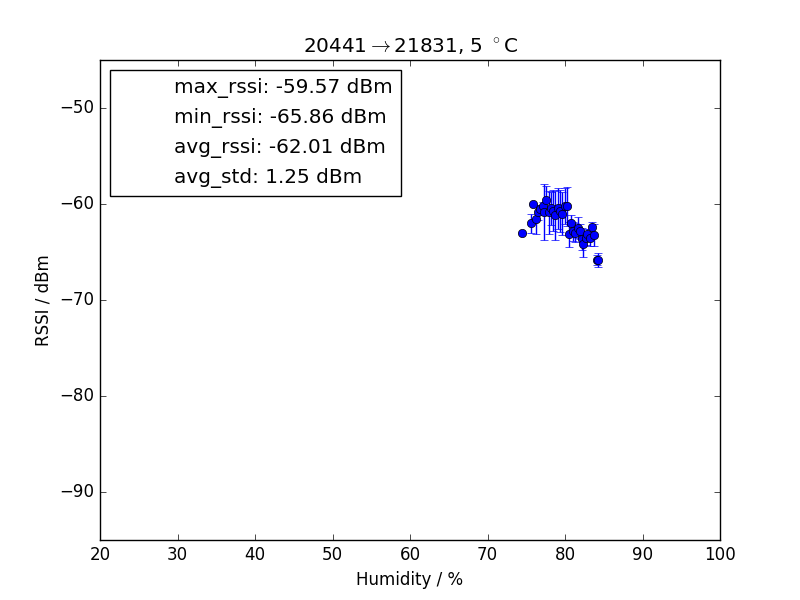 20441→21831, 5 °C
max_rssi: -59.57 dBm
min_rssi: -65.86 dBm
avg_rssi: -62.01 dBm
avg_std: 1.25 dBm
RSSI / dBm
−50
−60
−70
−80
−90
20 30 40 50 60 70 80 90 100
Humidity / %